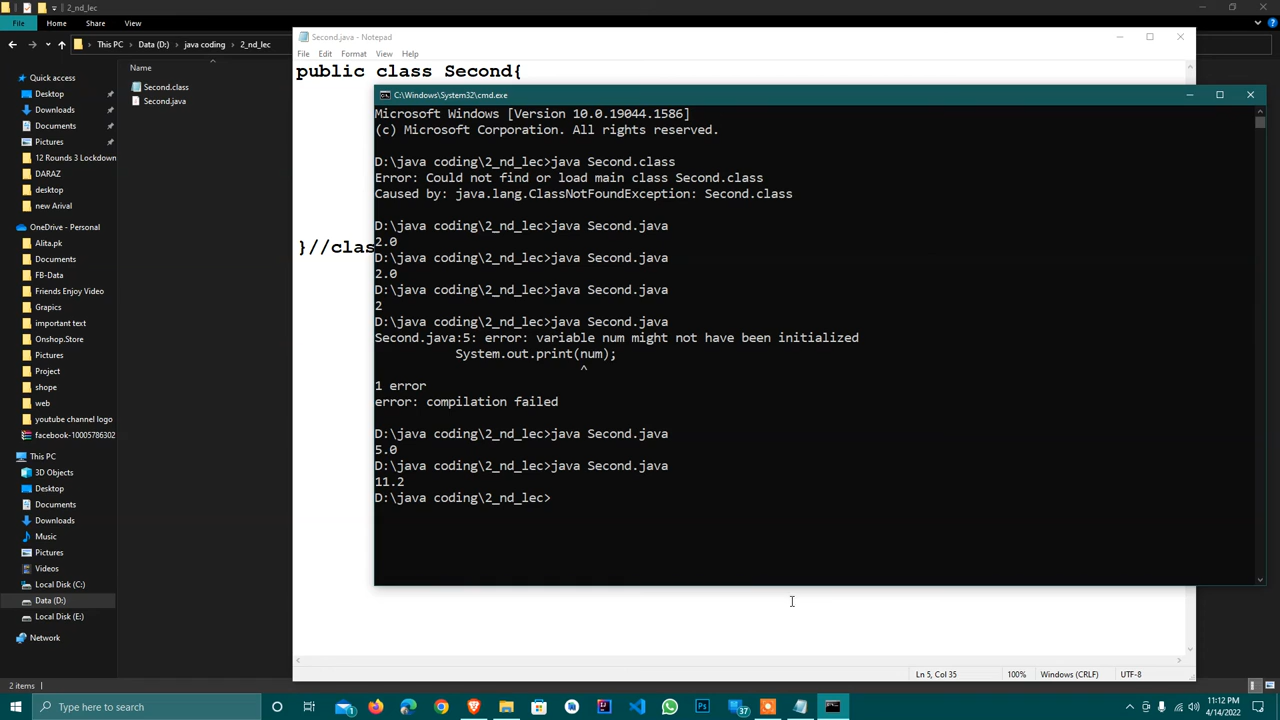 2_nd_lec
File Home Share View
This PC Data (D:) java coding 2_nd_lec
Name
Second.class
Second.java
Quick access
Desktop
Downloads
Documents
Pictures
12 Rounds 3 Lockdown
DARAZ
desktop
new Arival
OneDrive - Personal
Alita.pk
Documents
FB-Data
Friends Enjoy Video
Grapics
important text
Onshop.Store
Pictures
Project
shope
web
youtube channel logo
facebook-10005786302
This PC
3D Objects
Desktop
Documents
Downloads
Music
Pictures
Videos
Local Disk (C:)
Data (D:)
Local Disk (E:)
Network
2 items
Second.java - Notepad
File Edit Format View Help
public class Second{
}//clas
C:\Windows\System32\cmd.exe
Microsoft Windows [Version 10.0.19044.1586]
(c) Microsoft Corporation. All rights reserved.
D:\java coding\2_nd_lec>java Second.class
Error: Could not find or load main class Second.class
Caused by: java.lang.ClassNotFoundException: Second.class
D:\java coding\2_nd_lec>java Second.java
2.0
D:\java coding\2_nd_lec>java Second.java
2.0
D:\java coding\2_nd_lec>java Second.java
2
D:\java coding\2_nd_lec>java Second.java
Second.java:5: error: variable num might not have been initialized
System.out.print(num);
^
1 error
error: compilation failed
D:\java coding\2_nd_lec>java Second.java
5.0
D:\java coding\2_nd_lec>java Second.java
11.2
D:\java coding\2_nd_lec>
Ln 5, Col 35 100% Windows (CRLF) UTF-8
Type here to search
1
37
11:12 PM
4/14/2022